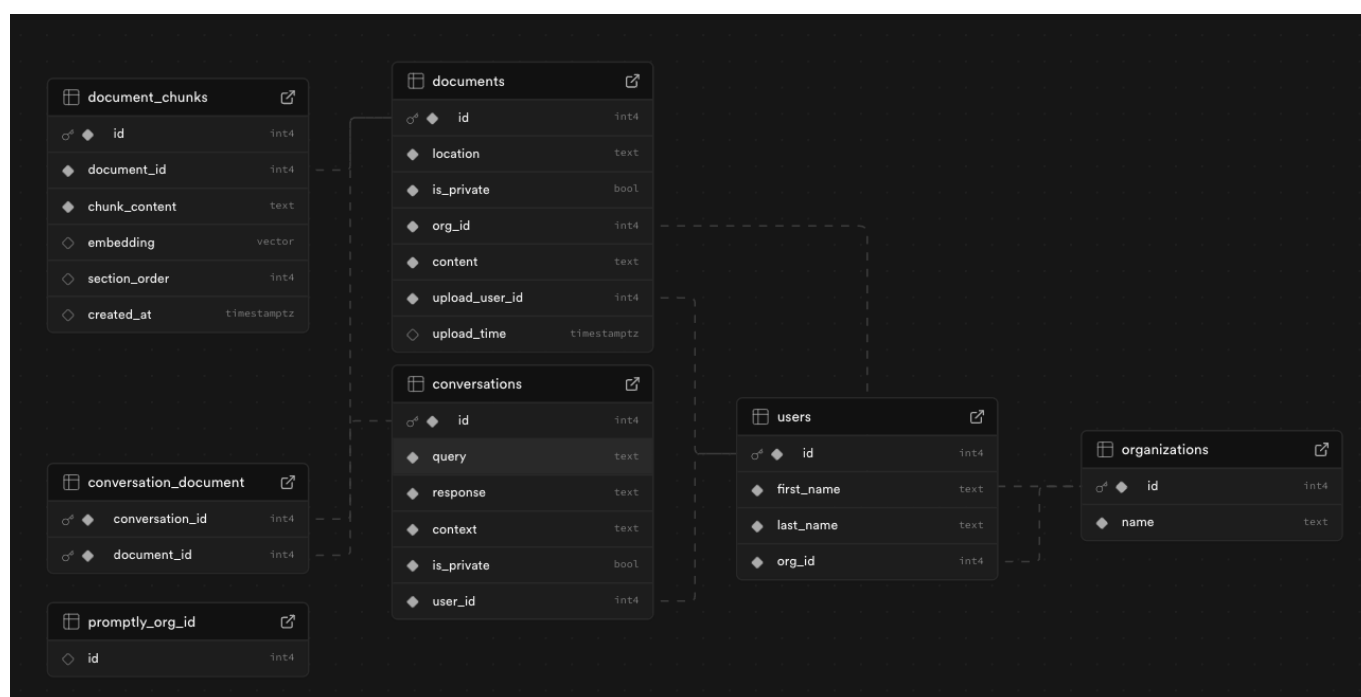 document_chunks
id int4
document_id int4
chunk_content text
embedding vector
section_order int4
created_at timestamptz
documents
id int4
location text
is_private bool
org_id int4
content text
upload_user_id int4
upload_time timestamptz
conversations
id int4
query text
response text
context text
is_private bool
user_id int4
conversation_document
conversation_id int4
document_id int4
promptly_org_id
id int4
users
id int4
first_name text
last_name text
org_id int4
organizations
id int4
name text